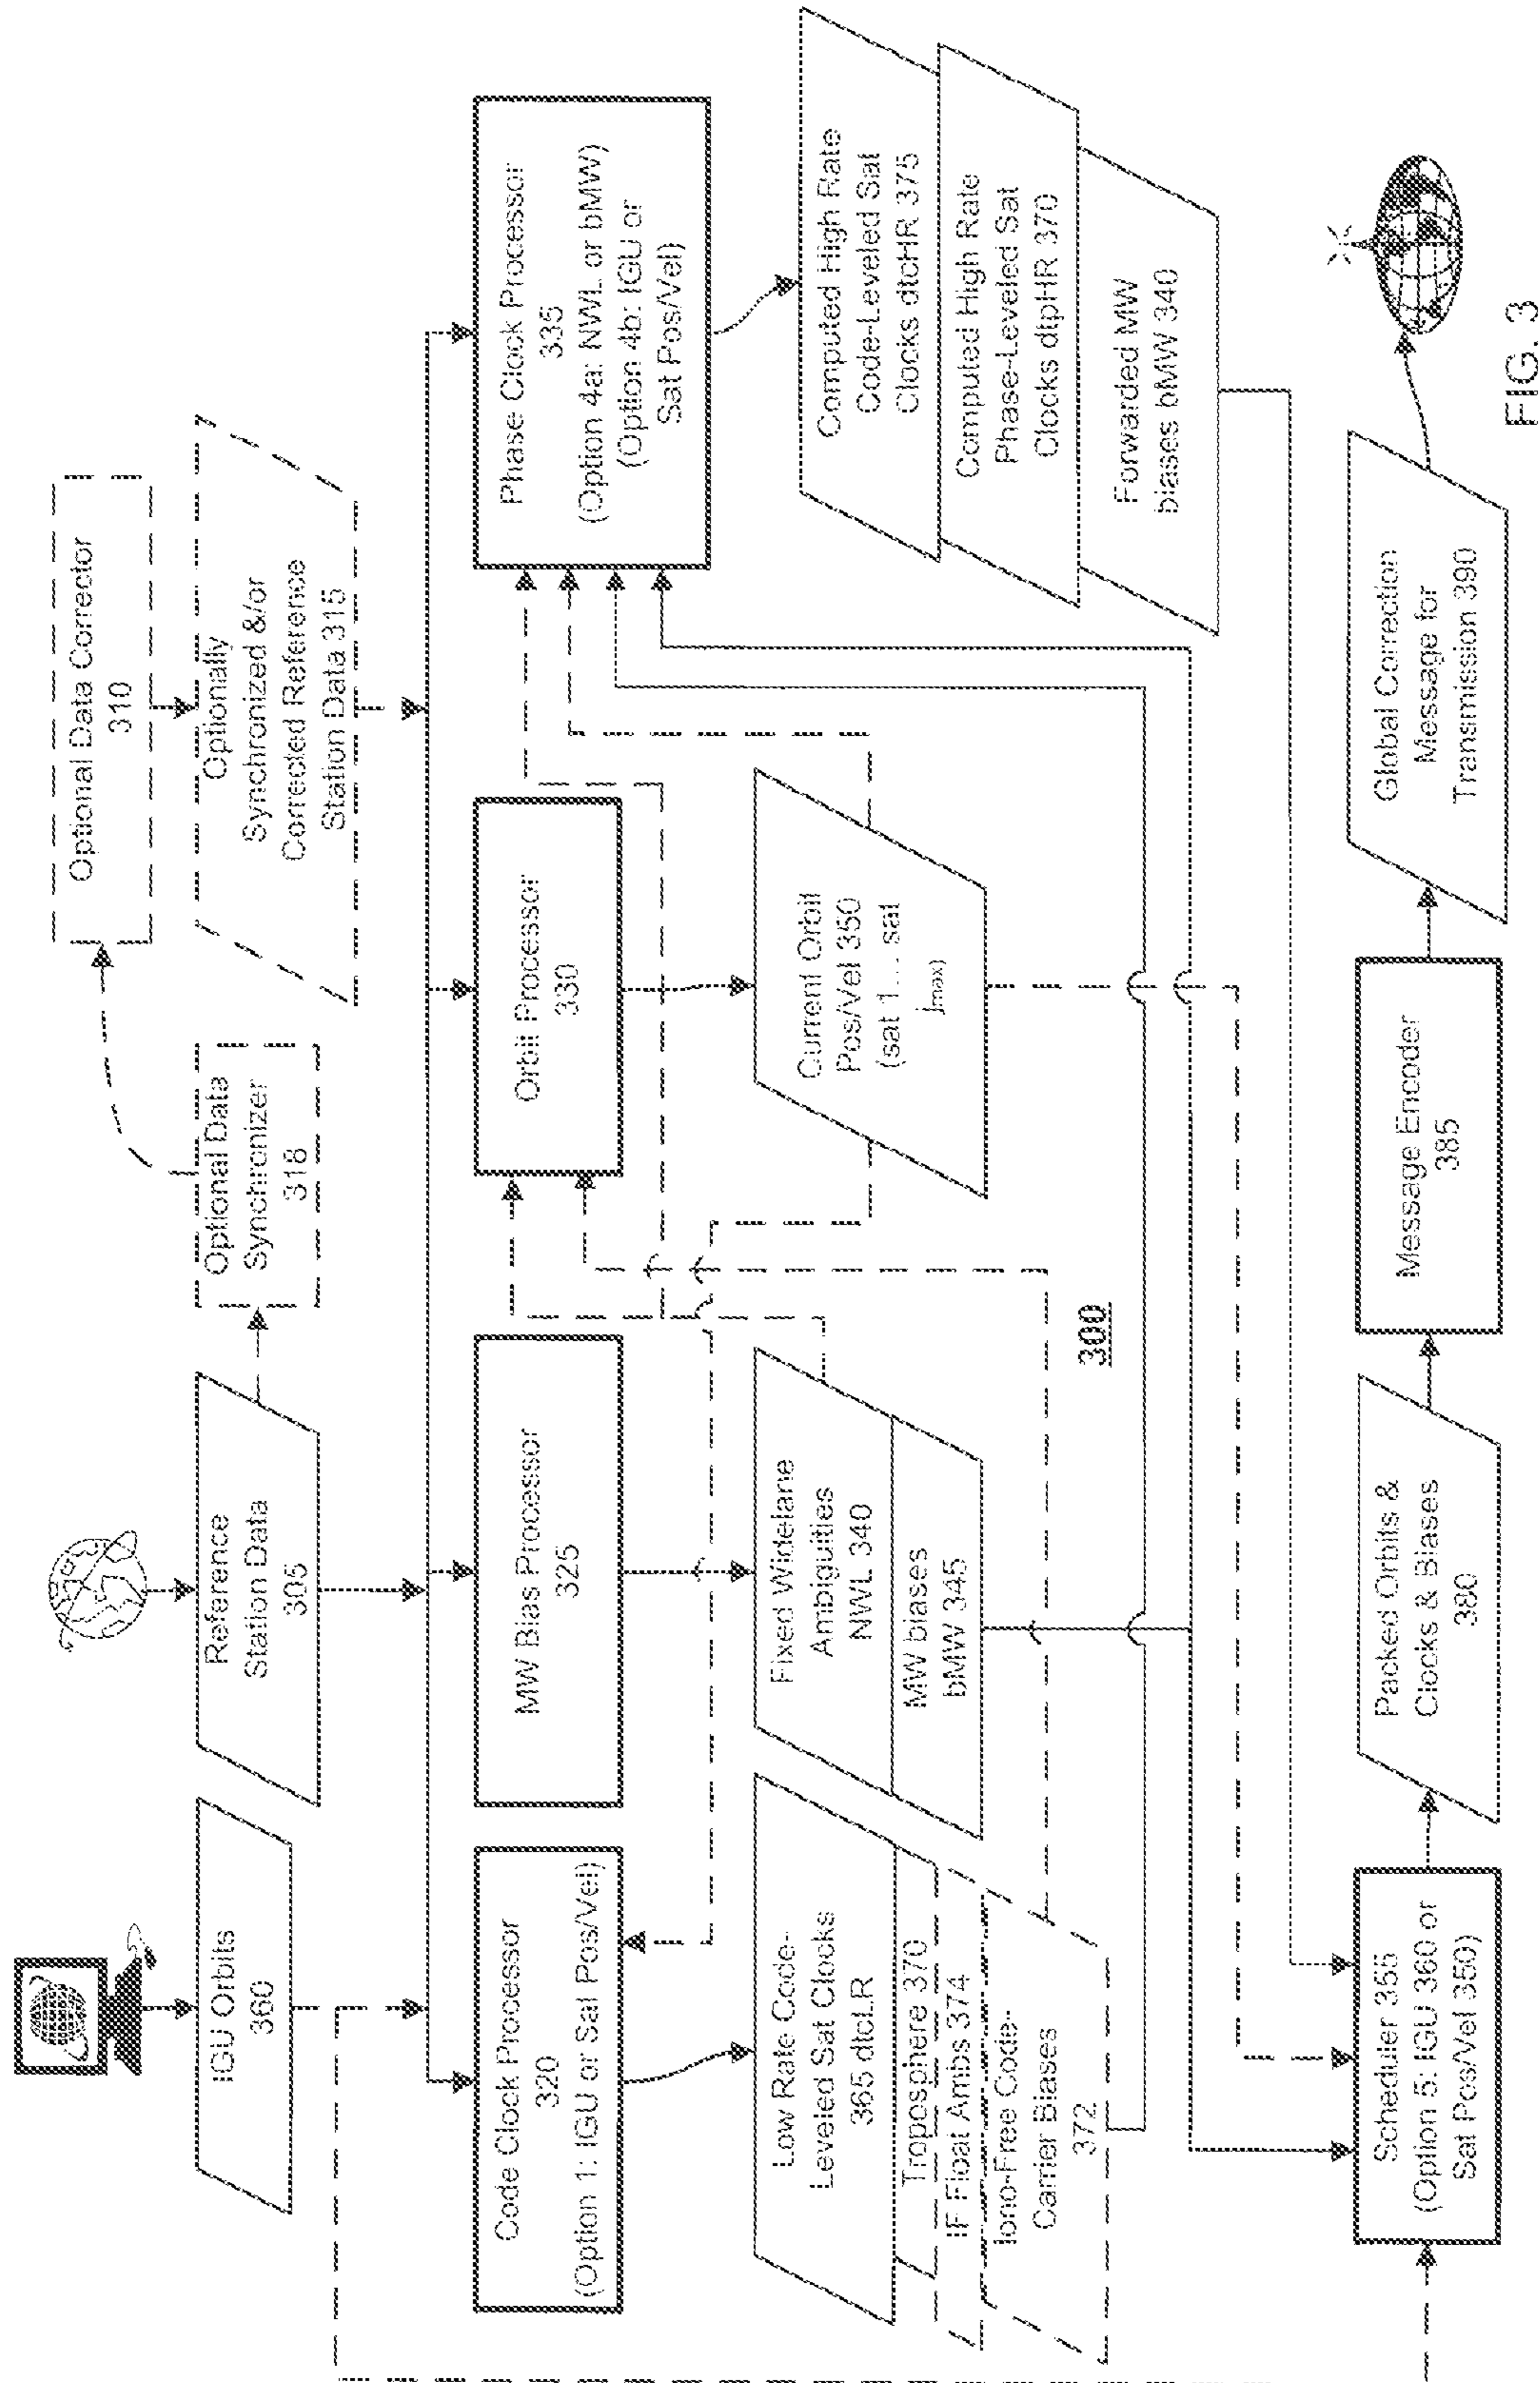 IGU Orbits
360
Reference
Station Data
305
Optional Data
Synchronizer
318
Optional Data Corrector
310
Optionally
Synchronized &/or
Corrected Reference
Station Data 315
Code Clock Processor
320
(Option 1: IGU or Sat Pos/Vel)
MW Bias Processor
325
Orbit Processor
330
Phase Clock Processor
335
(Option 4a: NWL or bMW)
(Option 4b: IGU or
Sat Pos/Vel)
Low Rate Code-
Leveled Sat Clocks
365 dtcLR
Troposphere 370
IF Float Ambs 374
Iono-Free Code-
Carrier Biases
372
Fixed Widelane
Ambiguities
NWL 340
MW biases
bMW 345
Current Orbit
Pos/Vel 350
(sat 1... sat
jmax)
Computed High Rate
Code-Leveled Sat
Clocks dtcHR 375
Computed High Rate
Phase-Leveled Sat
Clocks dtpHR 370
Forwarded MW
biases bMW 340
300
Scheduler 355
(Option 5: IGU 360 or
Sat Pos/Vel 350)
Packed Orbits &
Clocks & Biases
380
Message Encoder
385
Global Correction
Message for
Transmission 390
FIG. 3